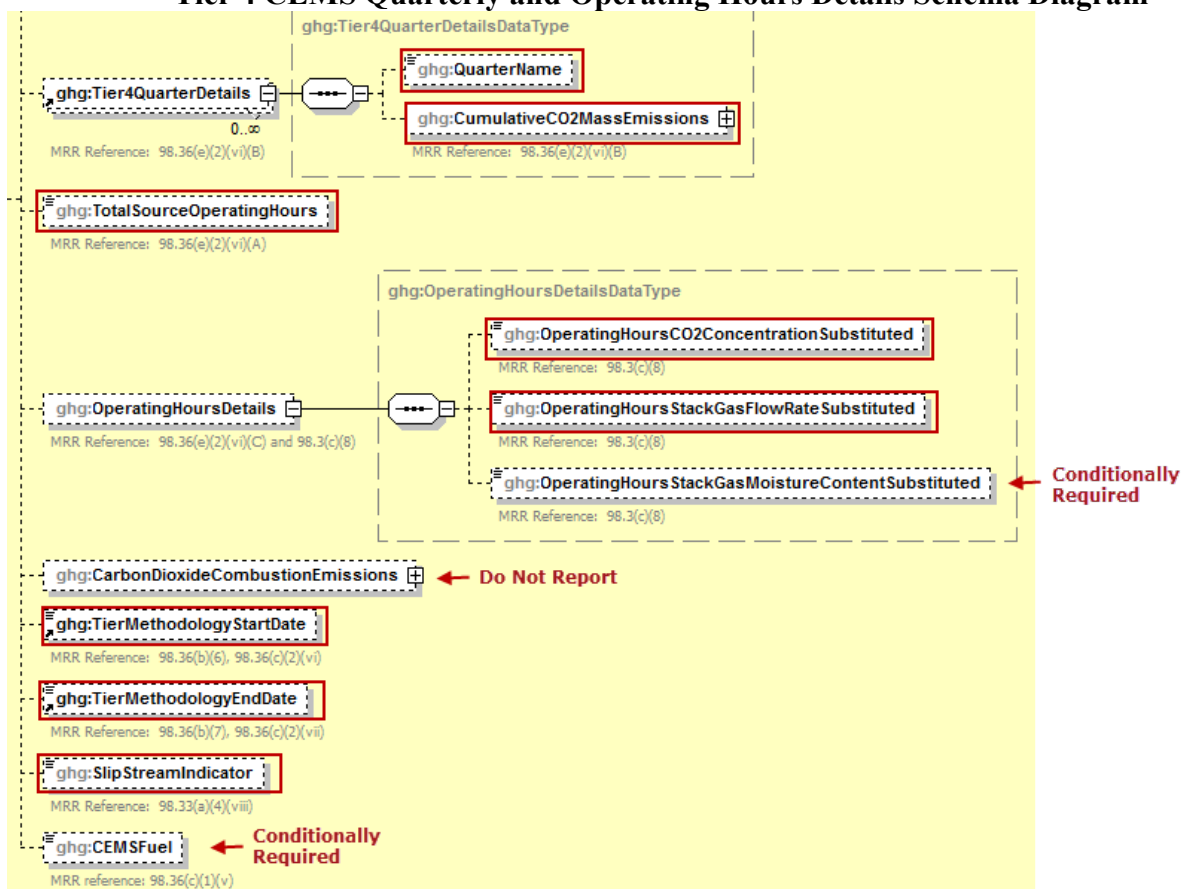 Tier 4 CEMS Quarterly and Operating Hours Details Schema Diagram
ghg:Tier4QuarterDetailsDataType
ghg:QuarterName
ghg:Tier4QuarterDetails
0..∞
ghg:CumulativeCO2MassEmissions
MRR Reference: 98.36(e)(2)(vi)(B)
MRR Reference: 98.36(e)(2)(vi)(B)
ghg:TotalSourceOperatingHours
MRR Reference: 98.36(e)(2)(vi)(A)
ghg:OperatingHoursDetailsDataType
ghg:OperatingHoursCO2ConcentrationSubstituted
MRR Reference: 98.3(c)(8)
ghg:OperatingHoursDetails
MRR Reference: 98.36(e)(2)(vi)(C) and 98.3(c)(8)
ghg:OperatingHoursStackGasFlowRateSubstituted
MRR Reference: 98.3(c)(8)
ghg:OperatingHoursStackGasMoistureContentSubstituted
MRR Reference: 98.3(c)(8)
Conditionally
Required
ghg:CarbonDioxideCombustionEmissions
Do Not Report
ghg:TierMethodologyStartDate
MRR Reference: 98.36(b)(6), 98.36(c)(2)(vi)
ghg:TierMethodologyEndDate
MRR Reference: 98.36(b)(7), 98.36(c)(2)(vii)
ghg:SlipStreamIndicator
MRR Reference: 98.33(a)(4)(viii)
ghg:CEMSFuel
Conditionally
Required
MRR reference: 98.36(c)(1)(v)